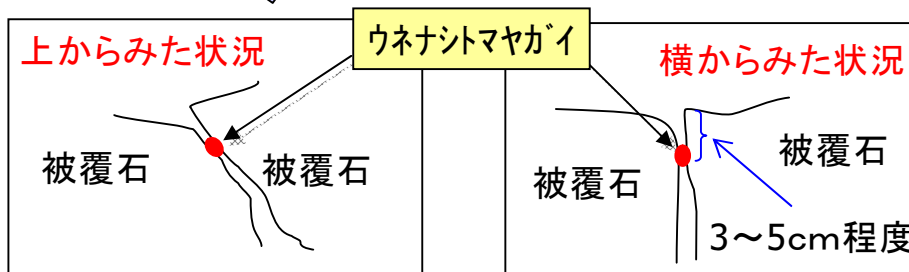 ウネナシトマヤガイ
上からみた状況
被覆石
被覆石
横からみた状況
被覆石
被覆石
3~5cm程度